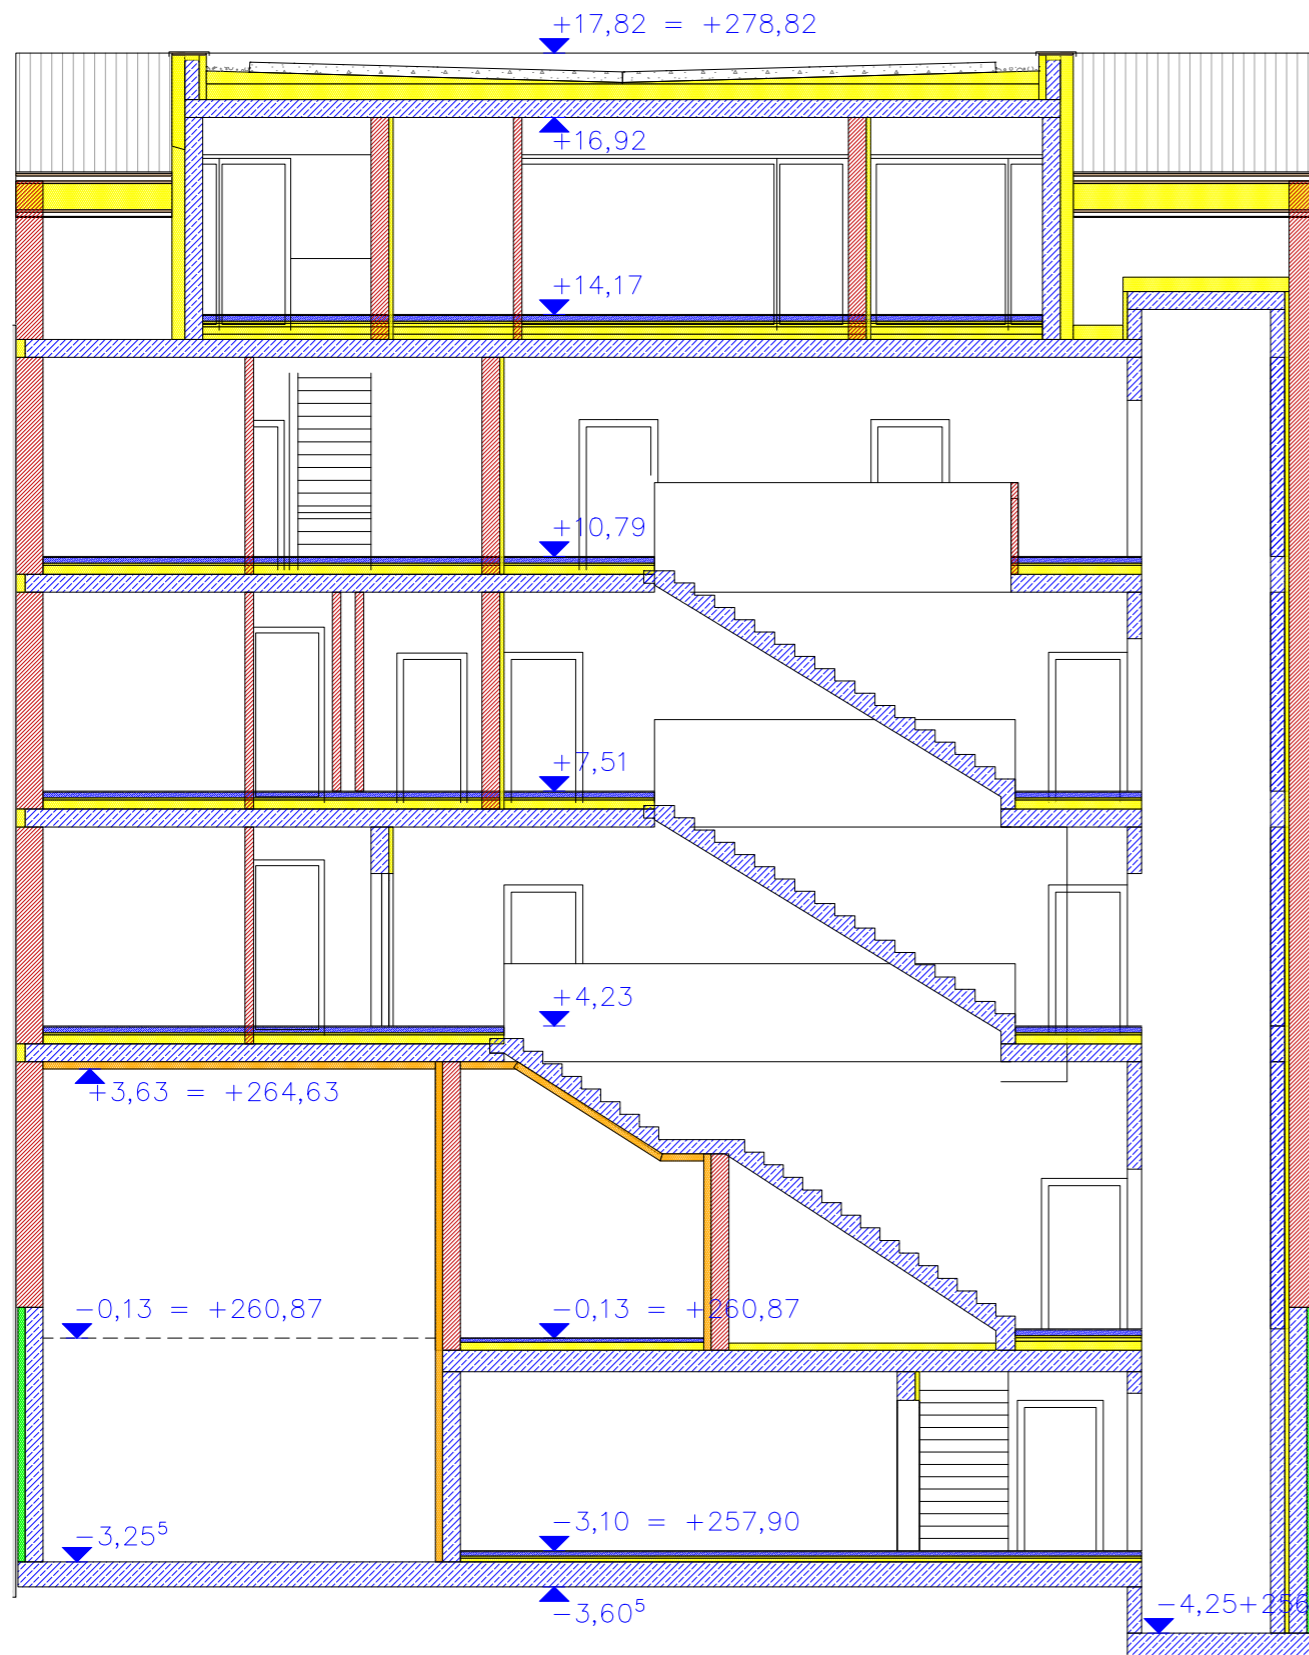 +17,82 = +278,82
+16,92
+14,17
+10,79
+7,51
+4,23
+3,63 = +264,63
−0,13 = +260,87
−0,13 = +260,87
−3,10 = +257,90
−3,25⁵
−3,60⁵
−4,25+256